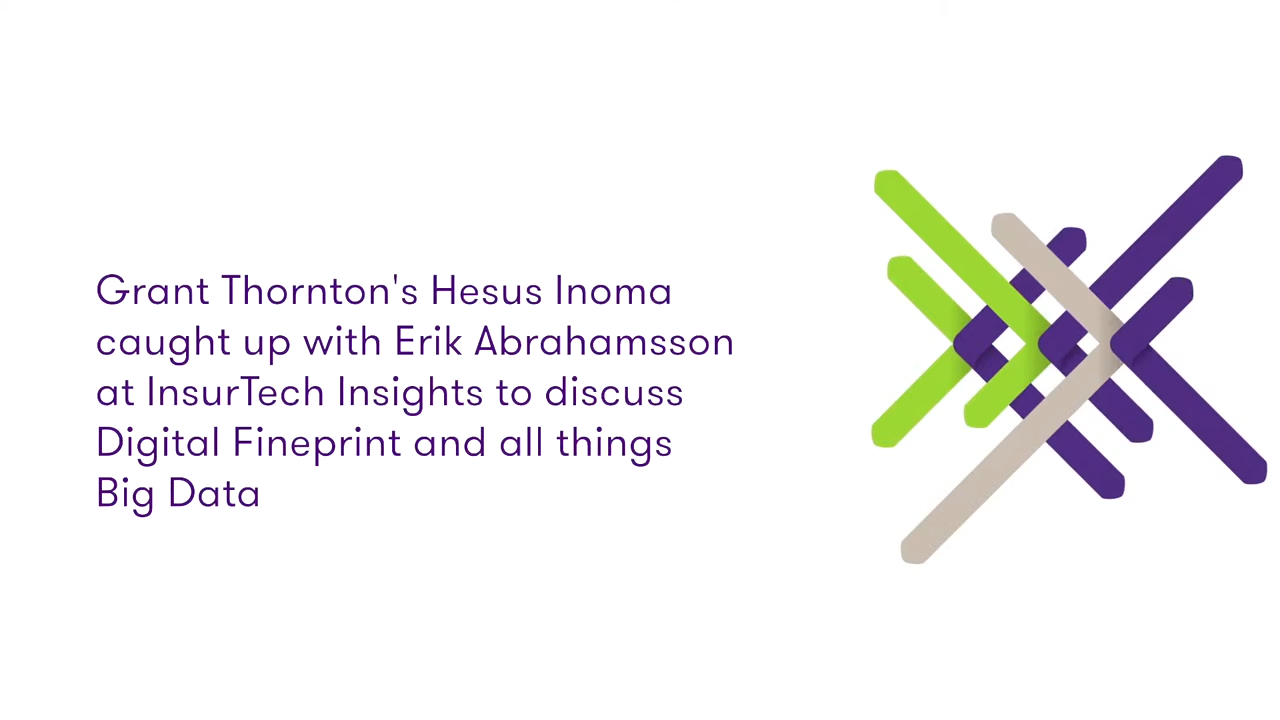 Grant Thornton's Hesus Inoma
caught up with Erik Abrahamsson
at InsurTech Insights to discuss
Digital Fineprint and all things
Big Data